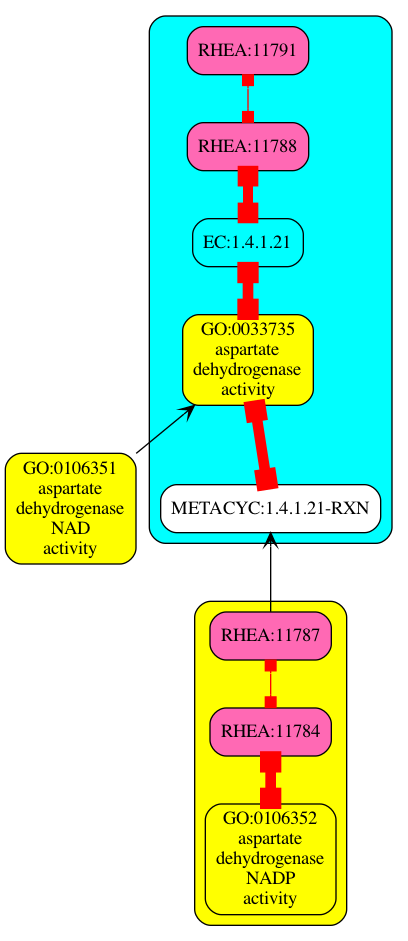 RHEA:11791
RHEA:11788
EC:1.4.1.21
GO:0033735
aspartate
dehydrogenase
activity
GO:0106351
aspartate
dehydrogenase
NAD
activity
METACYC:1.4.1.21-RXN
RHEA:11787
RHEA:11784
GO:0106352
aspartate
dehydrogenase
NADP
activity